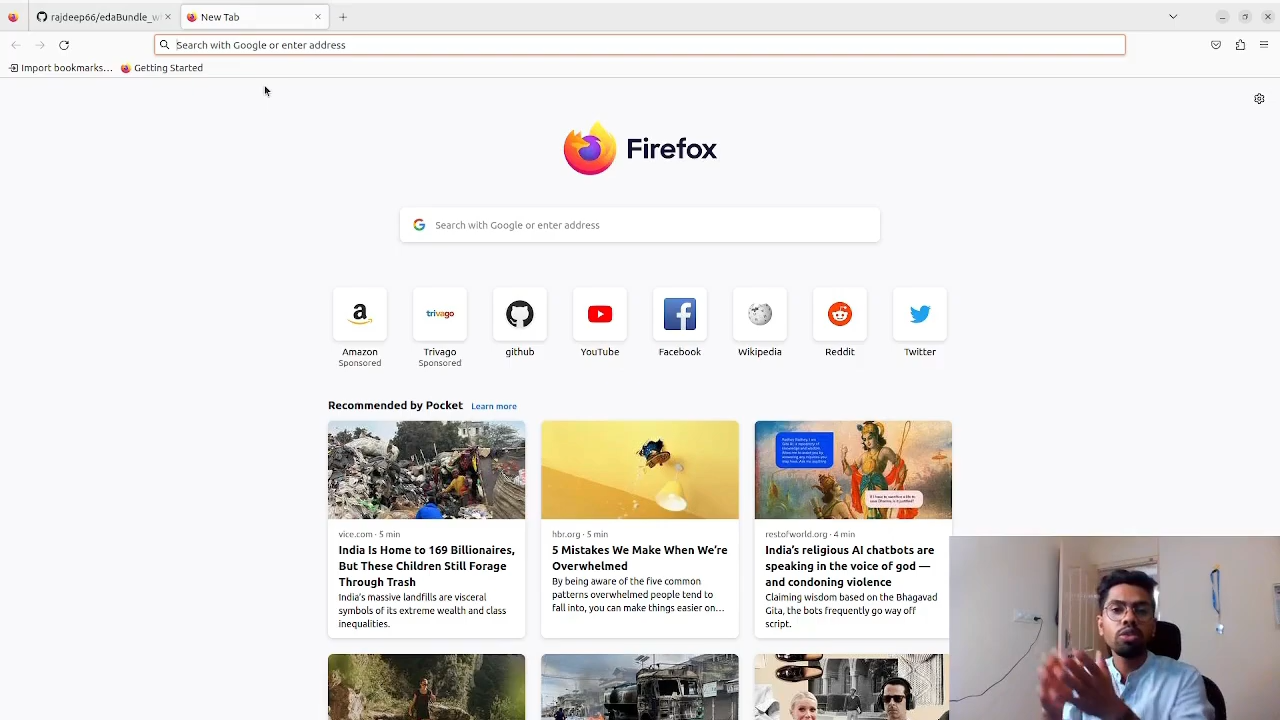 rajdeep66/edaBundle_w
New Tab
Search with Google or enter address
Import bookmarks...
Getting Started
Firefox
Search with Google or enter address
a
trivago
Amazon
Sponsored
Trivago
Sponsored
github
YouTube
Facebook
Wikipedia
Reddit
Twitter
Recommended by Pocket Learn more
vice.com · 5 min
India Is Home to 169 Billionaires,
But These Children Still Forage
Through Trash
India's massive landfills are visceral
symbols of its extreme wealth and class
inequalities.
hbr.org · 5 min
5 Mistakes We Make When We're
Overwhelmed
By being aware of the five common
patterns overwhelmed people tend to
fall into, you can make things easier on...
restofworld.org · 4 min
India's religious AI chatbots are
speaking in the voice of god —
and condoning violence
Claiming wisdom based on the Bhagavad
Gita, the bots frequently go way off
script.